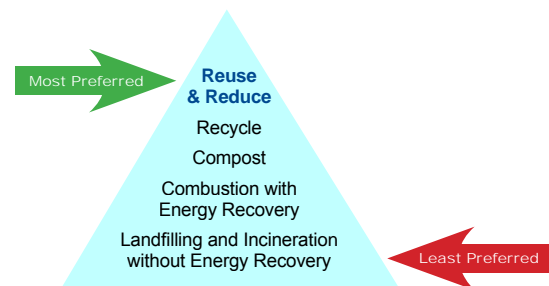 Most Preferred
Reuse
& Reduce
Recycle
Compost
Combustion with
Energy Recovery
Landfilling and Incineration
without Energy Recovery
Least Preferred